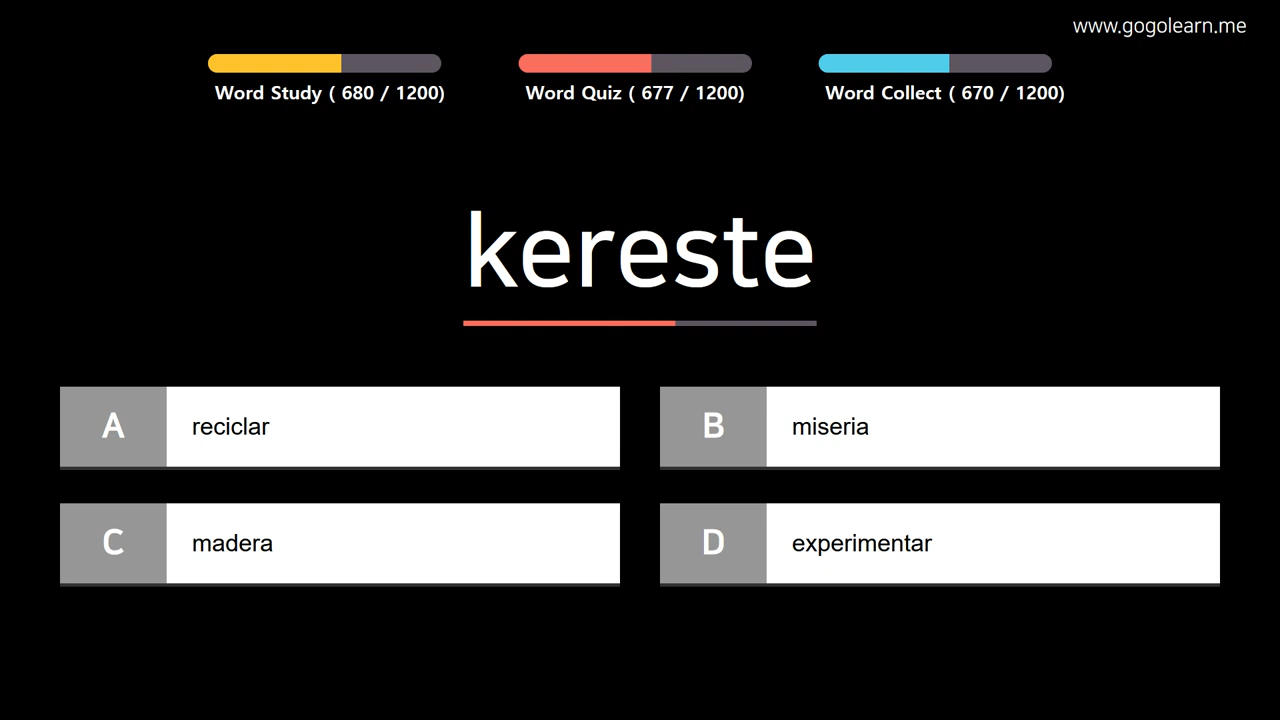 www.gogolearn.me
Word Study ( 680 / 1200)
Word Quiz ( 677 / 1200)
Word Collect ( 670 / 1200)
kereste
A reciclar
B miseria
C madera
D experimentar